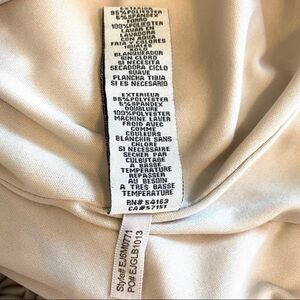 EXTERIEUR
95%POLYESTER
5%SPANDEX
FORRO
100%POLYESTER
LAVAR EN
LAVADORA
CON AGUA
FRIA Y COLORES
IGUALES
SOLO
BLANQUEADOR
SIN CLORO
SI NECESITA
SECADORA CICLO
SUAVE
PLANCHA TIBIA
SI ES NECESARIO
EXTERIEUR
95%POLYESTER
5%SPANDEX
DOUBLURE
100%POLYESTER
MACHINE LAVER
FROID AVEC
COMME
COULEURS
BLANCHIR SANS
CHLORE
SI NECESSAIRE
SECHER PAR
CULBUTAGE
A BASSE
TEMPERATURE
REPASSER
AU BESOIN
A TRES BASSE
TEMPERATURE
RN# 54163
CA#57151
Style# EJ6M0771
PO# EJGLB1013